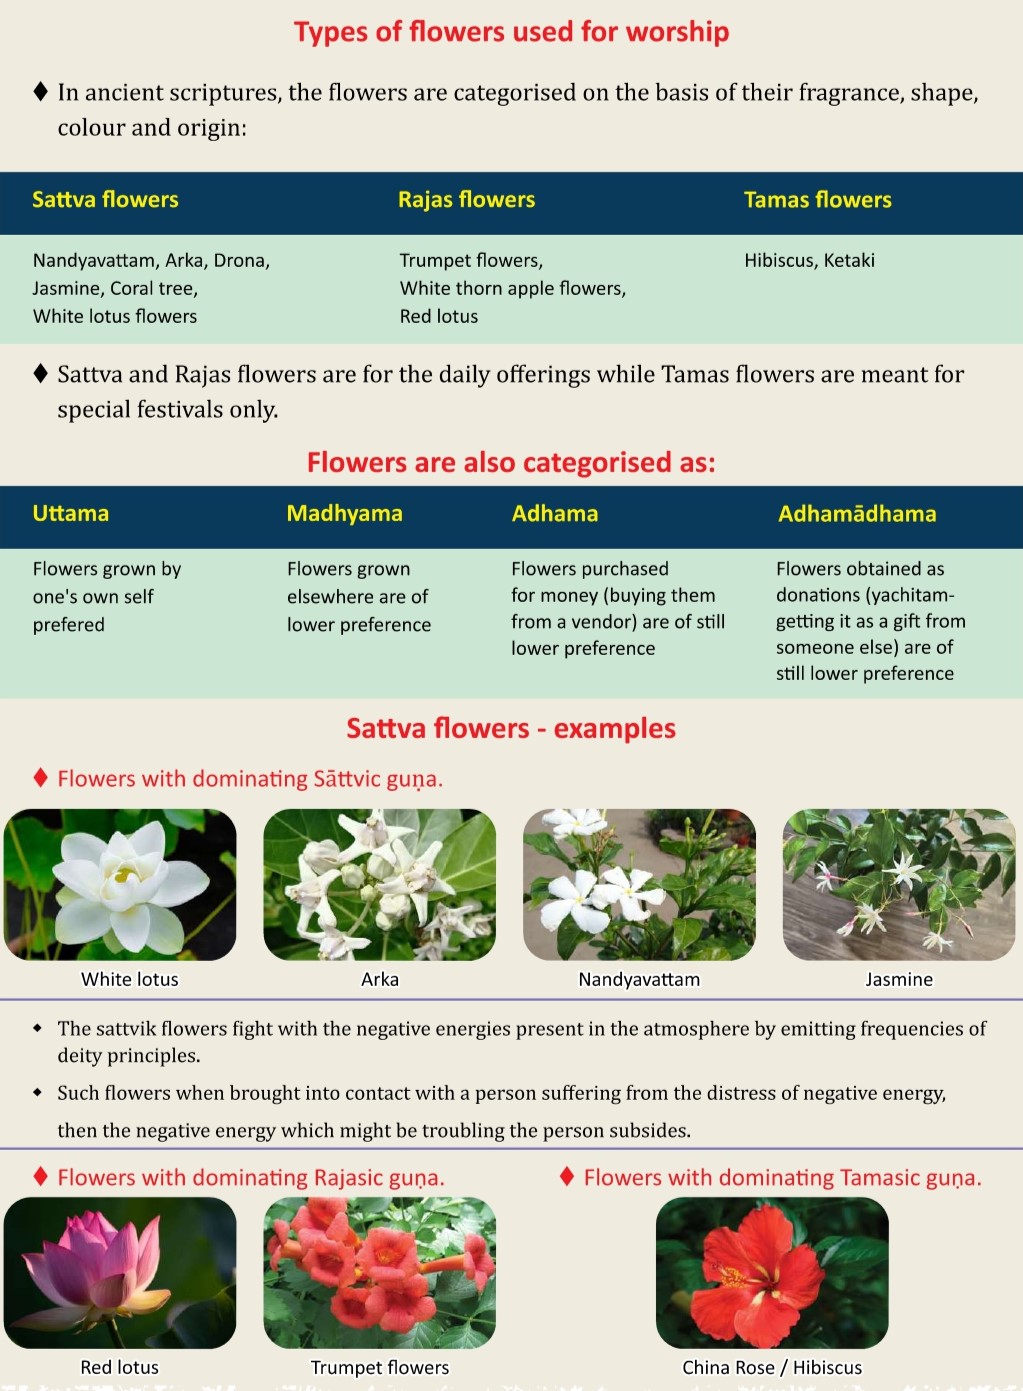 Types of flowers used for worship
♦ In ancient scriptures, the flowers are categorised on the basis of their fragrance, shape,
colour and origin:
Sattva flowers
Rajas flowers
Tamas flowers
Nandyavattam, Arka, Drona,
Jasmine, Coral tree,
White lotus flowers
Trumpet flowers,
White thorn apple flowers,
Red lotus
Hibiscus, Ketaki
♦ Sattva and Rajas flowers are for the daily offerings while Tamas flowers are meant for
special festivals only.
Flowers are also categorised as:
Uttama
Madhyama
Adhama
Adhamādhama
Flowers grown by
one's own self
prefered
Flowers grown
elsewhere are of
lower preference
Flowers purchased
for money (buying them
from a vendor) are of still
lower preference
Flowers obtained as
donations (yachitam-
getting it as a gift from
someone else) are of
still lower preference
Sattva flowers - examples
♦ Flowers with dominating Sāttvic guṇa.
White lotus
Arka
Nandyavattam
Jasmine
◆ The sattvik flowers fight with the negative energies present in the atmosphere by emitting frequencies of
deity principles.
◆ Such flowers when brought into contact with a person suffering from the distress of negative energy,
then the negative energy which might be troubling the person subsides.
♦ Flowers with dominating Rajasic guṇa.
♦ Flowers with dominating Tamasic guṇa.
Red lotus
Trumpet flowers
China Rose / Hibiscus